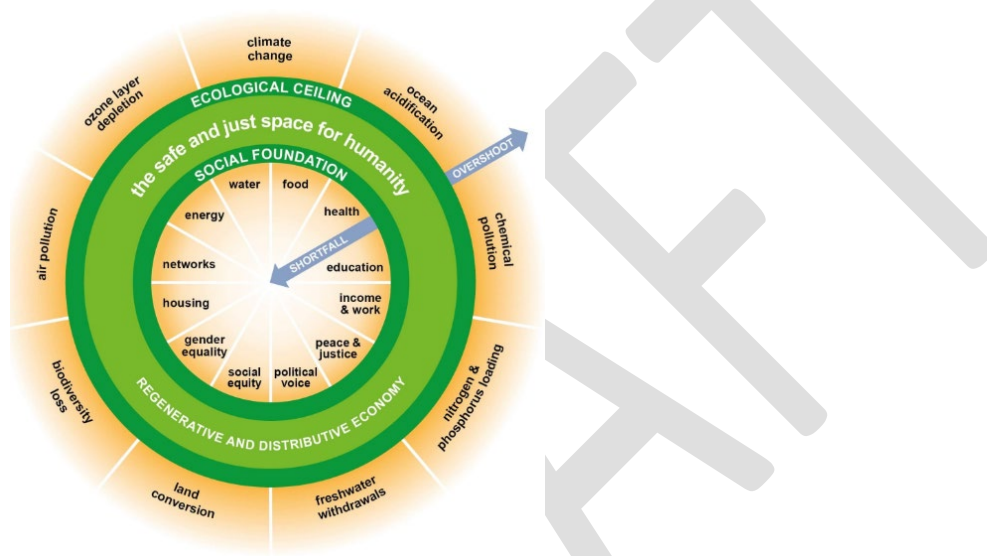 climate
change
ocean
acidification
chemical
pollution
nitrogen &
phosphorus loading
freshwater
withdrawals
land
conversion
biodiversity
loss
air pollution
ozone layer
depletion
ECOLOGICAL CEILING
the safe and just space for humanity
SOCIAL FOUNDATION
OVERSHOOT
water
food
health
SHORTFALL
education
income
& work
peace &
justice
political
voice
social
equity
gender
equality
housing
networks
energy
REGENERATIVE AND DISTRIBUTIVE ECONOMY